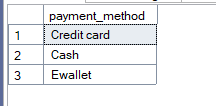 payment_method
1 Credit card
2 Cash
3 Ewallet